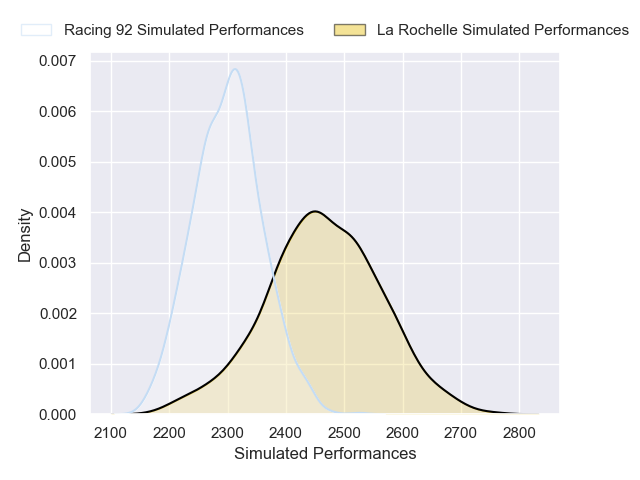 Racing 92 Simulated Performances
La Rochelle Simulated Performances
0.007
0.006
0.005
0.004
0.003
0.002
0.001
0.000
Density
2100 2200 2300 2400 2500 2600 2700 2800
Simulated Performances